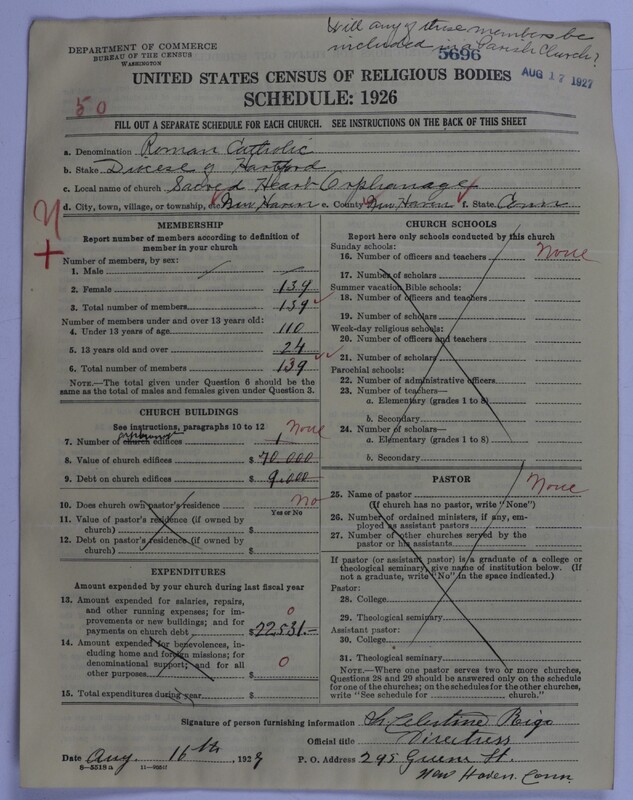 Will any of these members be
included in a Parish Church?
DEPARTMENT OF COMMERCE
BUREAU OF THE CENSUS
WASHINGTON
5696
AUG 17 1927
UNITED STATES CENSUS OF RELIGIOUS BODIES
SCHEDULE: 1926
50
FILL OUT A SEPARATE SCHEDULE FOR EACH CHURCH. SEE INSTRUCTIONS ON THE BACK OF THIS SHEET
a. Denomination Roman Catholic
b. Stake Diocese of Hartford
c. Local name of church Sacred Heart Orphanage
d. City, town, village, or township, etc New Haven e. County New Haven f. State Conn
MEMBERSHIP
Report number of members according to definition of
member in your church
Number of members, by sex:
1. Male
2. Female 139
3. Total number of members 139
Number of members under and over 13 years old:
4. Under 13 years of age 110
5. 13 years old and over 24
6. Total number of members 139
NOTE.—The total given under Question 6 should be
the same as the total of males and females given under Question 3.
CHURCH BUILDINGS
See instructions, paragraphs 10 to 12
None
7. Number of church edifices 1
8. Value of church edifices $70.000
9. Debt on church edifices $9.000
10. Does church own pastor's residence No
Yes or No
11. Value of pastor's residence (if owned by
church) $
12. Debt on pastor's residence (if owned by
church) $
EXPENDITURES
Amount expended by your church during last fiscal year
13. Amount expended for salaries, repairs,
and other running expenses; for im-
provements or new buildings; and for
payments on church debt $22531.— 0
14. Amount expended for benevolences,
including home and foreign missions; for
denominational support; and for all
other purposes $ 0
15. Total expenditures during year $
CHURCH SCHOOLS
Report here only schools conducted by this church
Sunday schools:
16. Number of officers and teachers None
17. Number of scholars
Summer vacation Bible schools:
18. Number of officers and teachers
19. Number of scholars
Week-day religious schools:
20. Number of officers and teachers
21. Number of scholars
Parochial schools:
22. Number of administrative officers
23. Number of teachers—
a. Elementary (grades 1 to 8)
b. Secondary
24. Number of scholars—
a. Elementary (grades 1 to 8)
b. Secondary
PASTOR
25. Name of pastor None
(If church has no pastor, write "None")
26. Number of ordained ministers, if any, em-
ployed as assistant pastors
27. Number of other churches served by the
pastor or his assistants
If pastor (or assistant pastor) is a graduate of a college or
theological seminary, give name of institution below. (If
not a graduate, write "No" in the space indicated.)
Pastor:
28. College
29. Theological seminary
Assistant pastor:
30. College
31. Theological seminary
NOTE.—Where one pastor serves two or more churches,
Questions 28 and 29 should be answered only on the schedule
for one of the churches; on the schedules for the other churches,
write "See schedule for church."
Signature of person furnishing information Sr. Celestine Rigo
Official title Directress
Date Aug. 16th, 1927 P. O. Address 295 Greene St.
New Haven Conn.
8—5518a